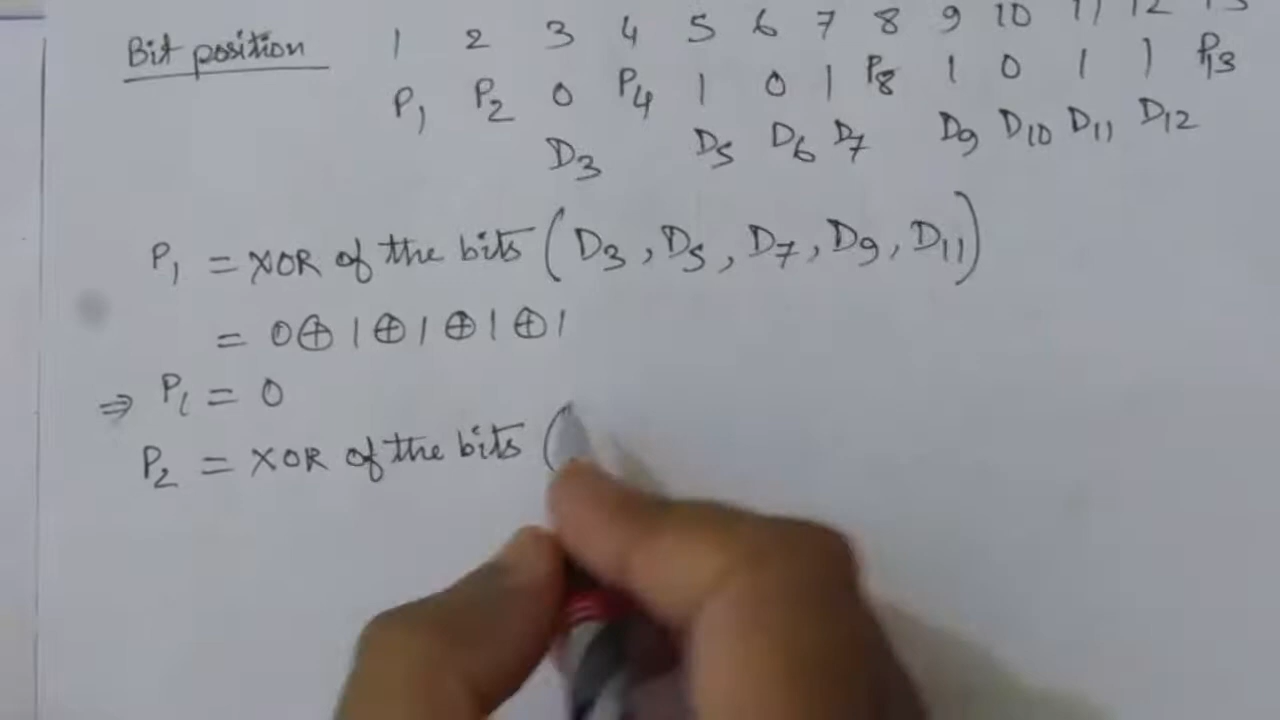 Bit position 1 2 3 4 5 6 7 8 9 10 11 12 13
P1 P2 0 P4 1 0 1 P8 1 0 1 1 P13
D3 D5 D6 D7 D9 D10 D11 D12
P1 = XOR of the bits (D3, D5, D7, D9, D11)
= 0⊕1⊕1⊕1⊕1
⇒ P1 = 0
P2 = XOR of the bits (